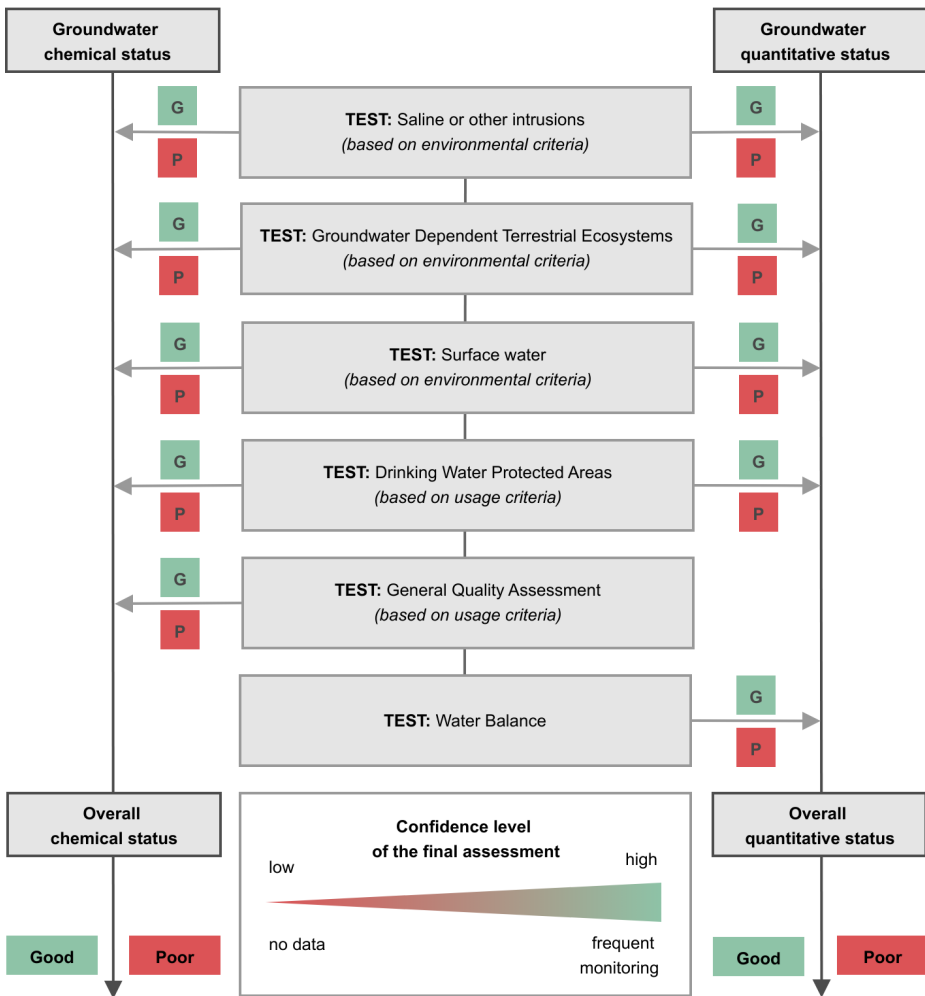 Groundwater
chemical status
Groundwater
quantitative status
G
P
TEST: Saline or other intrusions
(based on environmental criteria)
G
P
G
P
TEST: Groundwater Dependent Terrestrial Ecosystems
(based on environmental criteria)
G
P
G
P
TEST: Surface water
(based on environmental criteria)
G
P
G
P
TEST: Drinking Water Protected Areas
(based on usage criteria)
G
P
G
P
TEST: General Quality Assessment
(based on usage criteria)
TEST: Water Balance
G
P
Overall
chemical status
Confidence level
of the final assessment
low
high
no data
frequent
monitoring
Overall
quantitative status
Good
Poor
Good
Poor